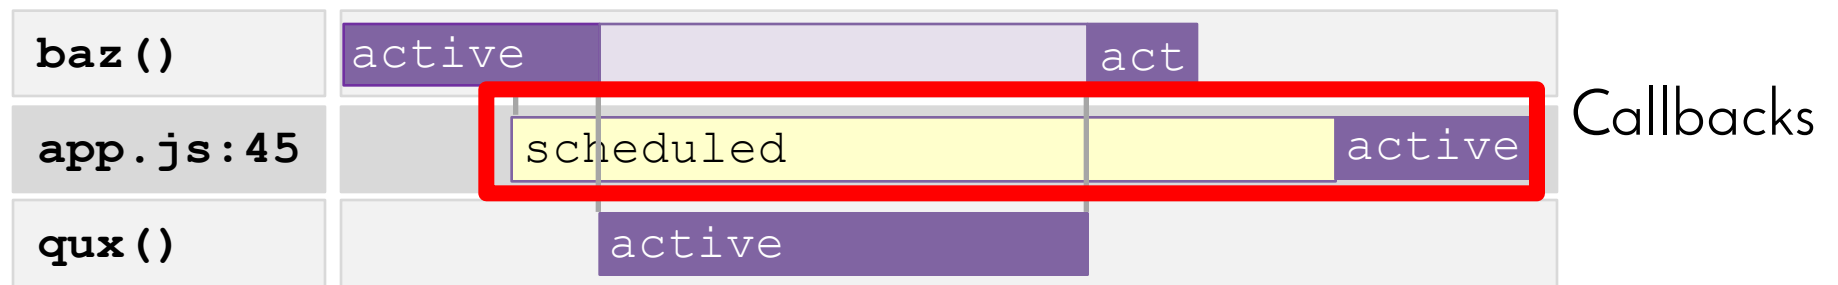 baz() active act
Callbacks
app.js:45 scheduled active
qux() active